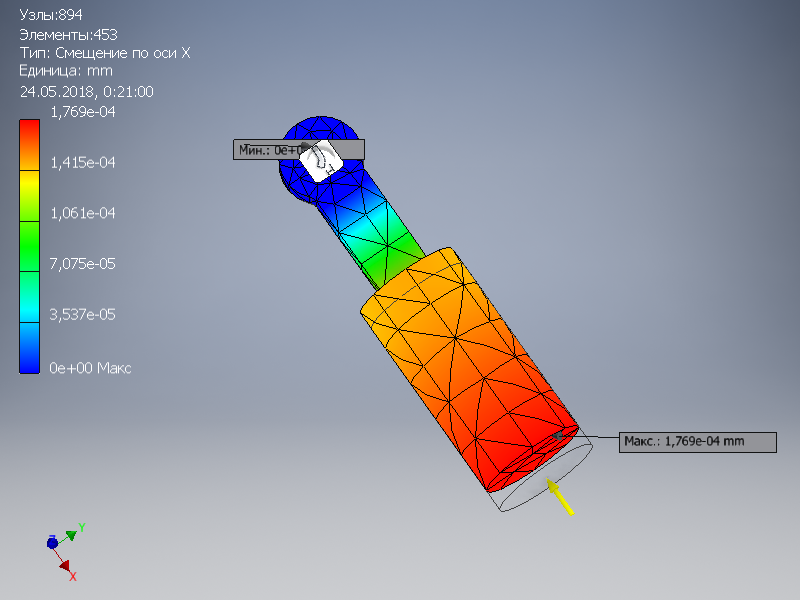 Узлы:894
Элементы:453
Тип: Смещение по оси X
Единица: mm
24.05.2018, 0:21:00
1,769e-04
1,415e-04
1,061e-04
7,075e-05
3,537e-05
0e+00 Макс
Мин.: 0e+0
Макс.: 1,769e-04 mm
Z
Y
X